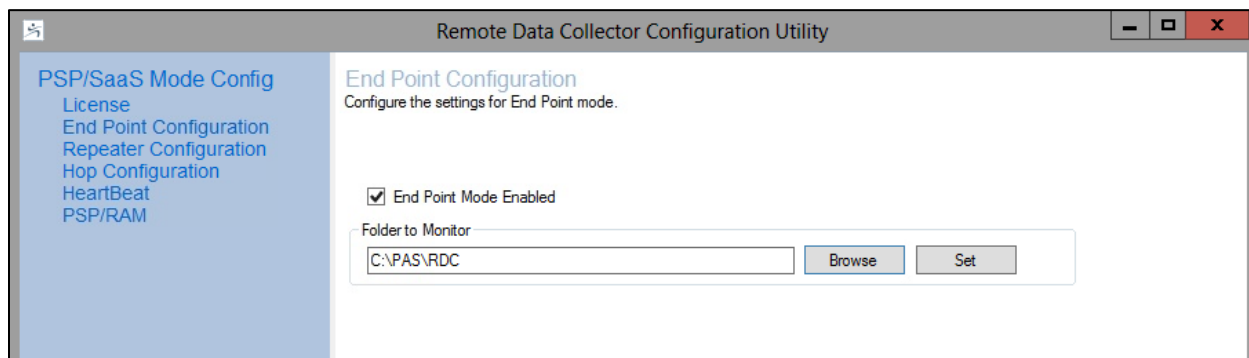 Remote Data Collector Configuration Utility
PSP/SaaS Mode Config
License
End Point Configuration
Repeater Configuration
Hop Configuration
HeartBeat
PSP/RAM
End Point Configuration
Configure the settings for End Point mode.
End Point Mode Enabled
Folder to Monitor
C:\PAS\RDC
Browse
Set